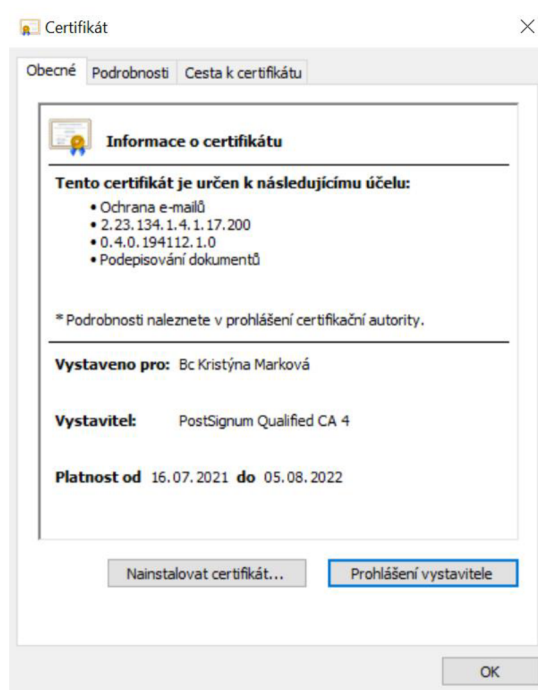 Certifikát
Obecné Podrobnosti Cesta k certifikátu
Informace o certifikátu
Tento certifikát je určen k následujícímu účelu:
• Ochrana e-mailů
• 2.23.134.1.4.1.17.200
• 0.4.0.194112.1.0
• Podepisování dokumentů
* Podrobnosti naleznete v prohlášení certifikační autority.
Vystaveno pro: Bc Kristýna Marková
Vystavitel: PostSignum Qualified CA 4
Platnost od 16.07.2021 do 05.08.2022
Nainstalovat certifikát... Prohlášení vystavitele
OK